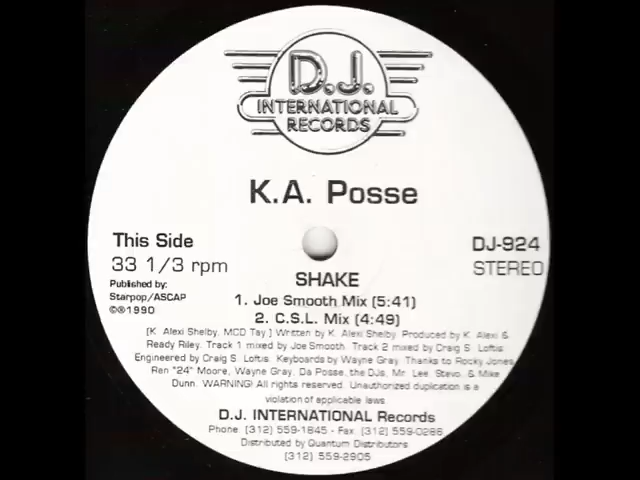 D.J.
INTERNATIONAL
RECORDS
K.A. Posse
This Side
33 1/3 rpm
Published by:
Starpop/ASCAP
©®1990
DJ-924
STEREO
SHAKE
1. Joe Smooth Mix (5:41)
2. C.S.L. Mix (4:49)
[K. Alexi Shelby, MCD Tay.] Written by K. Alexi Shelby. Produced by K. Alexi &
Ready Riley. Track 1 mixed by Joe Smooth. Track 2 mixed by Craig S. Loftis.
Engineered by Craig S. Loftis. Keyboards by Wayne Gray. Thanks to Rocky Jones,
Ren "24" Moore, Wayne Gray, Da Posse, the DJs, Mr. Lee, Stevo, & Mike
Dunn. WARNING! All rights reserved. Unauthorized duplication is a
violation of applicable laws.
D.J. INTERNATIONAL Records
Phone: (312) 559-1845 - Fax: (312) 559-0286
Distributed by Quantum Distributors
(312) 559-2905